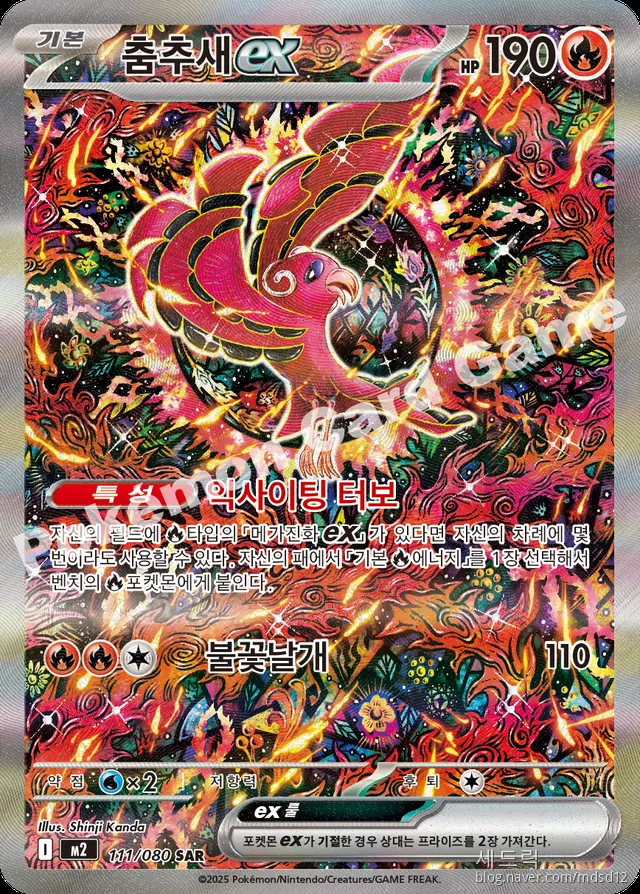 기본 춤추새 ex HP 190
Pokémon Card Game
특성 익사이팅 터보
자신의 필드에 타입의 「메가진화 ex」가 있다면 자신의 차례에 몇
번이라도 사용할 수 있다. 자신의 패에서 「기본 에너지」를 1장 선택해서
벤치의 포켓몬에게 붙인다.
불꽃날개 110
약점 ×2 저항력 후퇴
Illus. Shinji Kanda
ex 룰
포켓몬 ex가 기절한 경우 상대는 프라이즈를 2장 가져간다.
I m2 111/080 SAR
세드릭
©2025 Pokémon/Nintendo/Creatures/GAME FREAK.
blog.naver.com/mdsd12